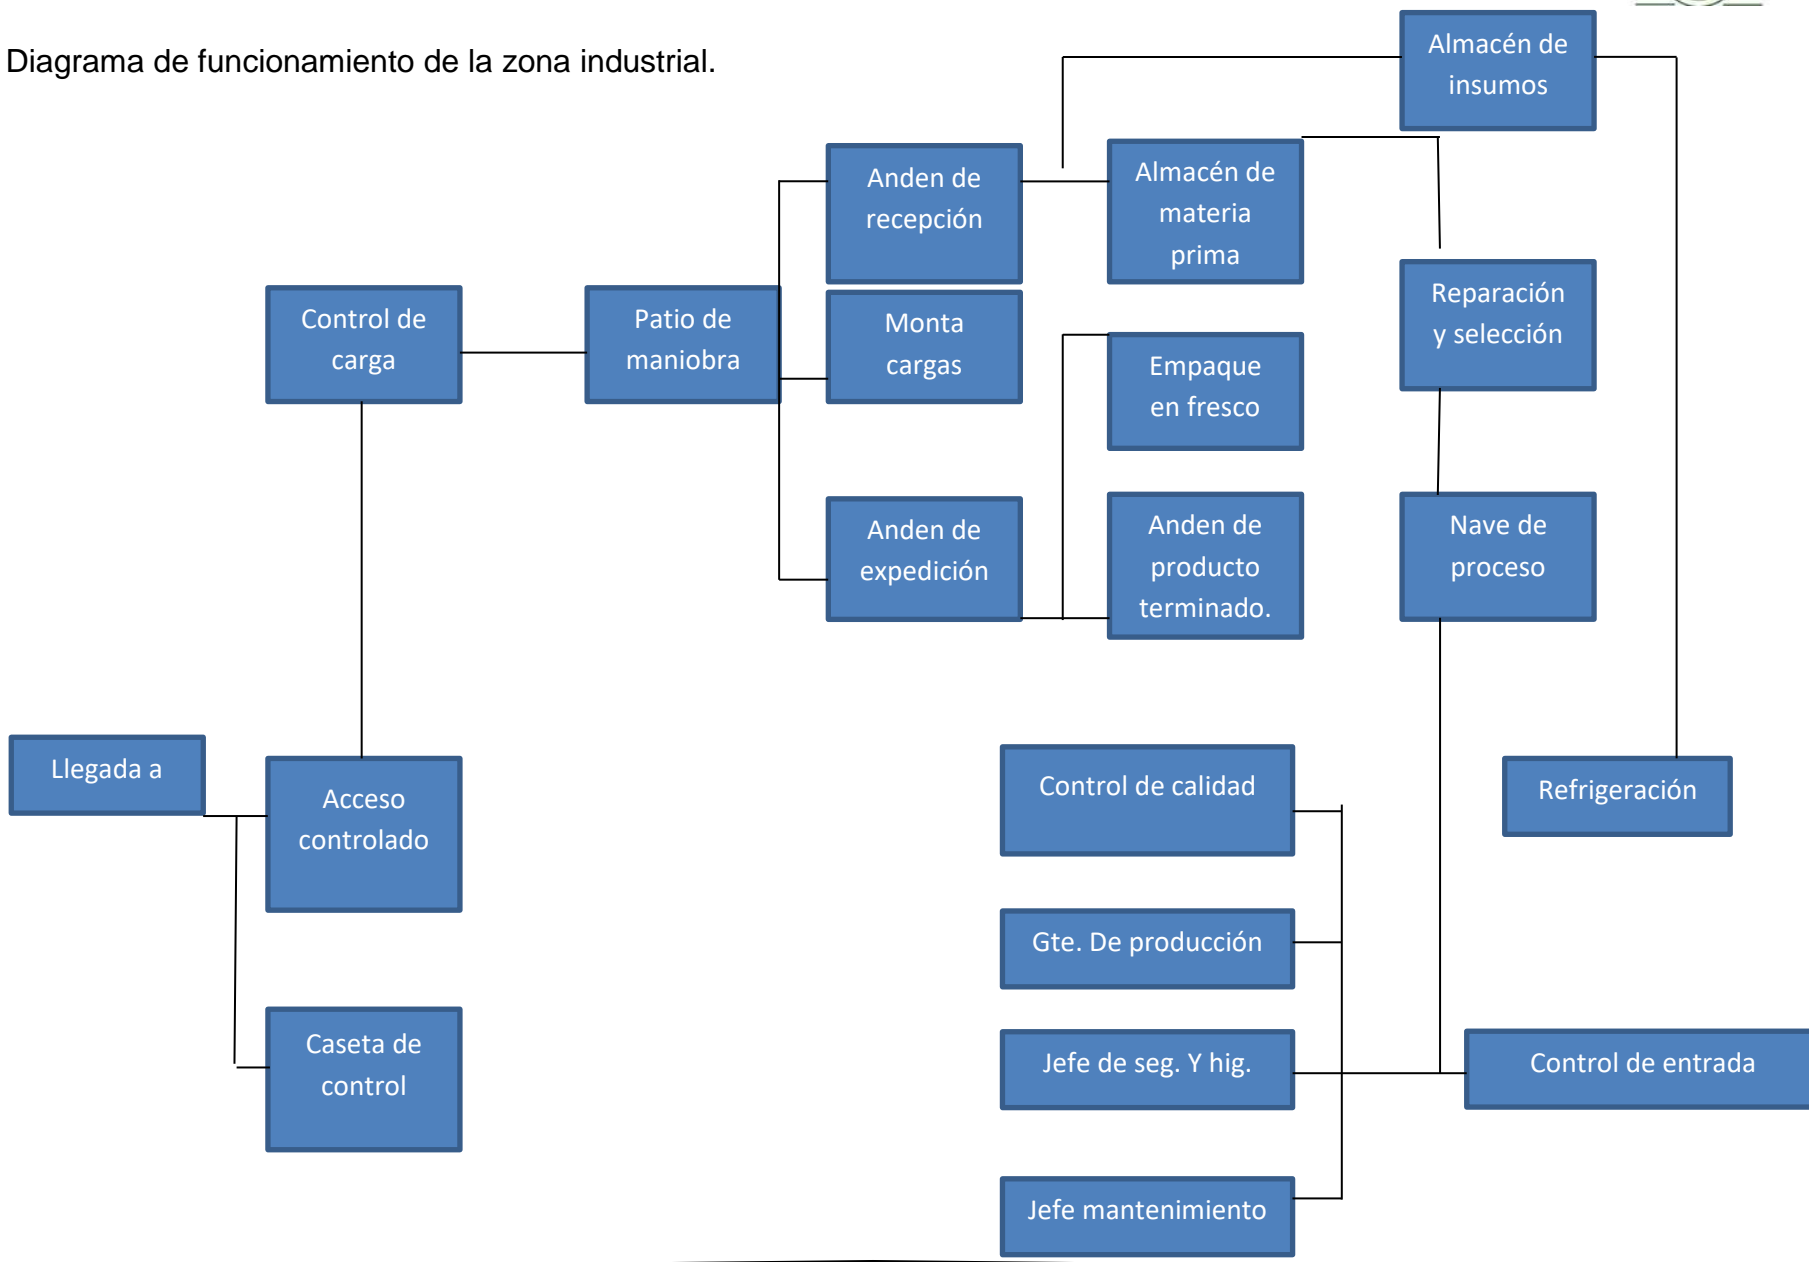 Diagrama de funcionamiento de la zona industrial.
Almacén de
insumos
Anden de
recepción
Almacén de
materia
prima
Control de
carga
Patio de
maniobra
Monta
cargas
Empaque
en fresco
Reparación
y selección
Anden de
expedición
Anden de
producto
terminado.
Nave de
proceso
Llegada a
Acceso
controlado
Control de calidad
Refrigeración
Gte. De producción
Caseta de
control
Jefe de seg. Y hig.
Control de entrada
Jefe mantenimiento